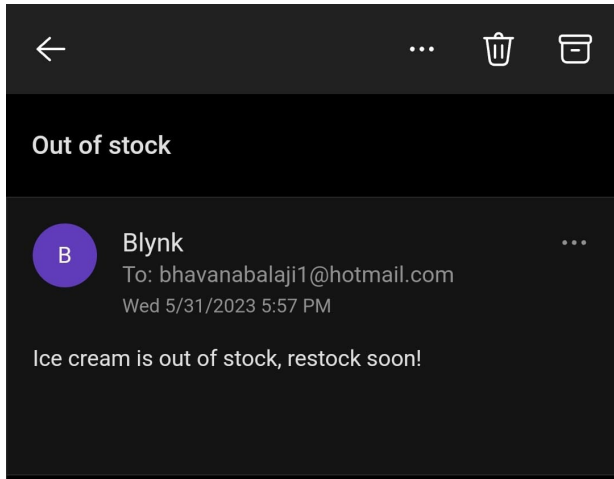 Out of stock
B
Blynk
To: bhavanabalaji1@hotmail.com
Wed 5/31/2023 5:57 PM
Ice cream is out of stock, restock soon!